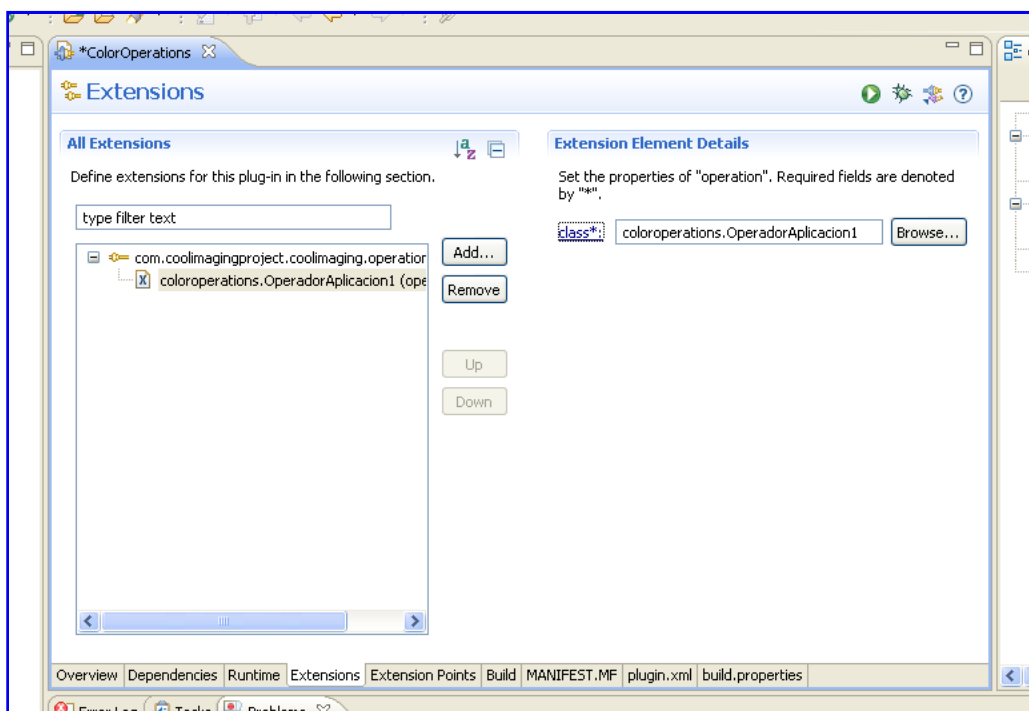 *ColorOperations
Extensions
All Extensions
Define extensions for this plug-in in the following section.
type filter text
com.coolimagingproject.coolimaging.operation
coloroperations.OperadorAplicacion1 (ope
Add...
Remove
Up
Down
Extension Element Details
Set the properties of "operation". Required fields are denoted
by "*".
class*: coloroperations.OperadorAplicacion1 Browse...
Overview Dependencies Runtime Extensions Extension Points Build MANIFEST.MF plugin.xml build.properties
Error Log Tasks Problems